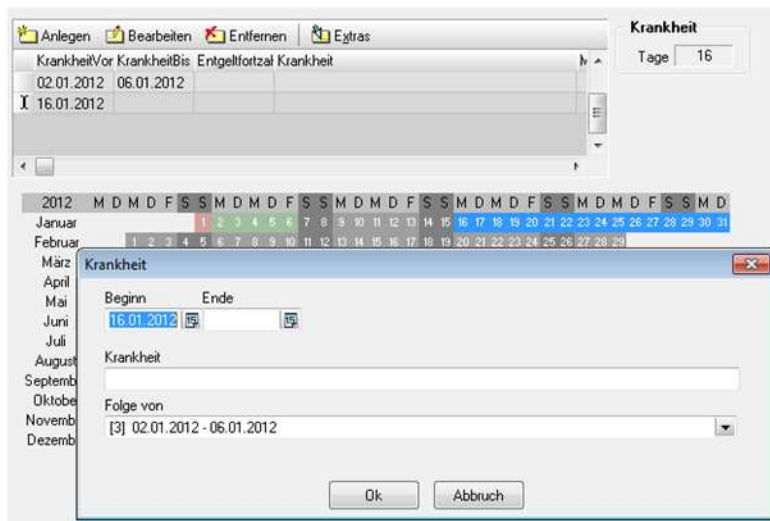 Anlegen Bearbeiten Entfernen Extras
Krankheit
Tage 16
KrankheitVor KrankheitBis Entgeltfortzal Krankheit
02.01.2012 06.01.2012
16.01.2012
2012 M D M D F S S M D M D F S S M D M D F S S M D M D F S S M D M D F S S M D
Januar 1 2 3 4 5 6 7 8 9 10 11 12 13 14 15 16 17 18 19 20 21 22 23 24 25 26 27 28 29 30 31
Februar 1 2 3 4 5 6 7 8 9 10 11 12 13 14 15 16 17 18 19 20 21 22 23 24 25 26 27 28 29
März
April
Mai
Juni
Juli
August
Septemb
Oktobe
Novemb
Dezemb
Krankheit
Beginn Ende
16.01.2012
Krankheit
Folge von
[3] 02.01.2012 - 06.01.2012
Ok Abbruch